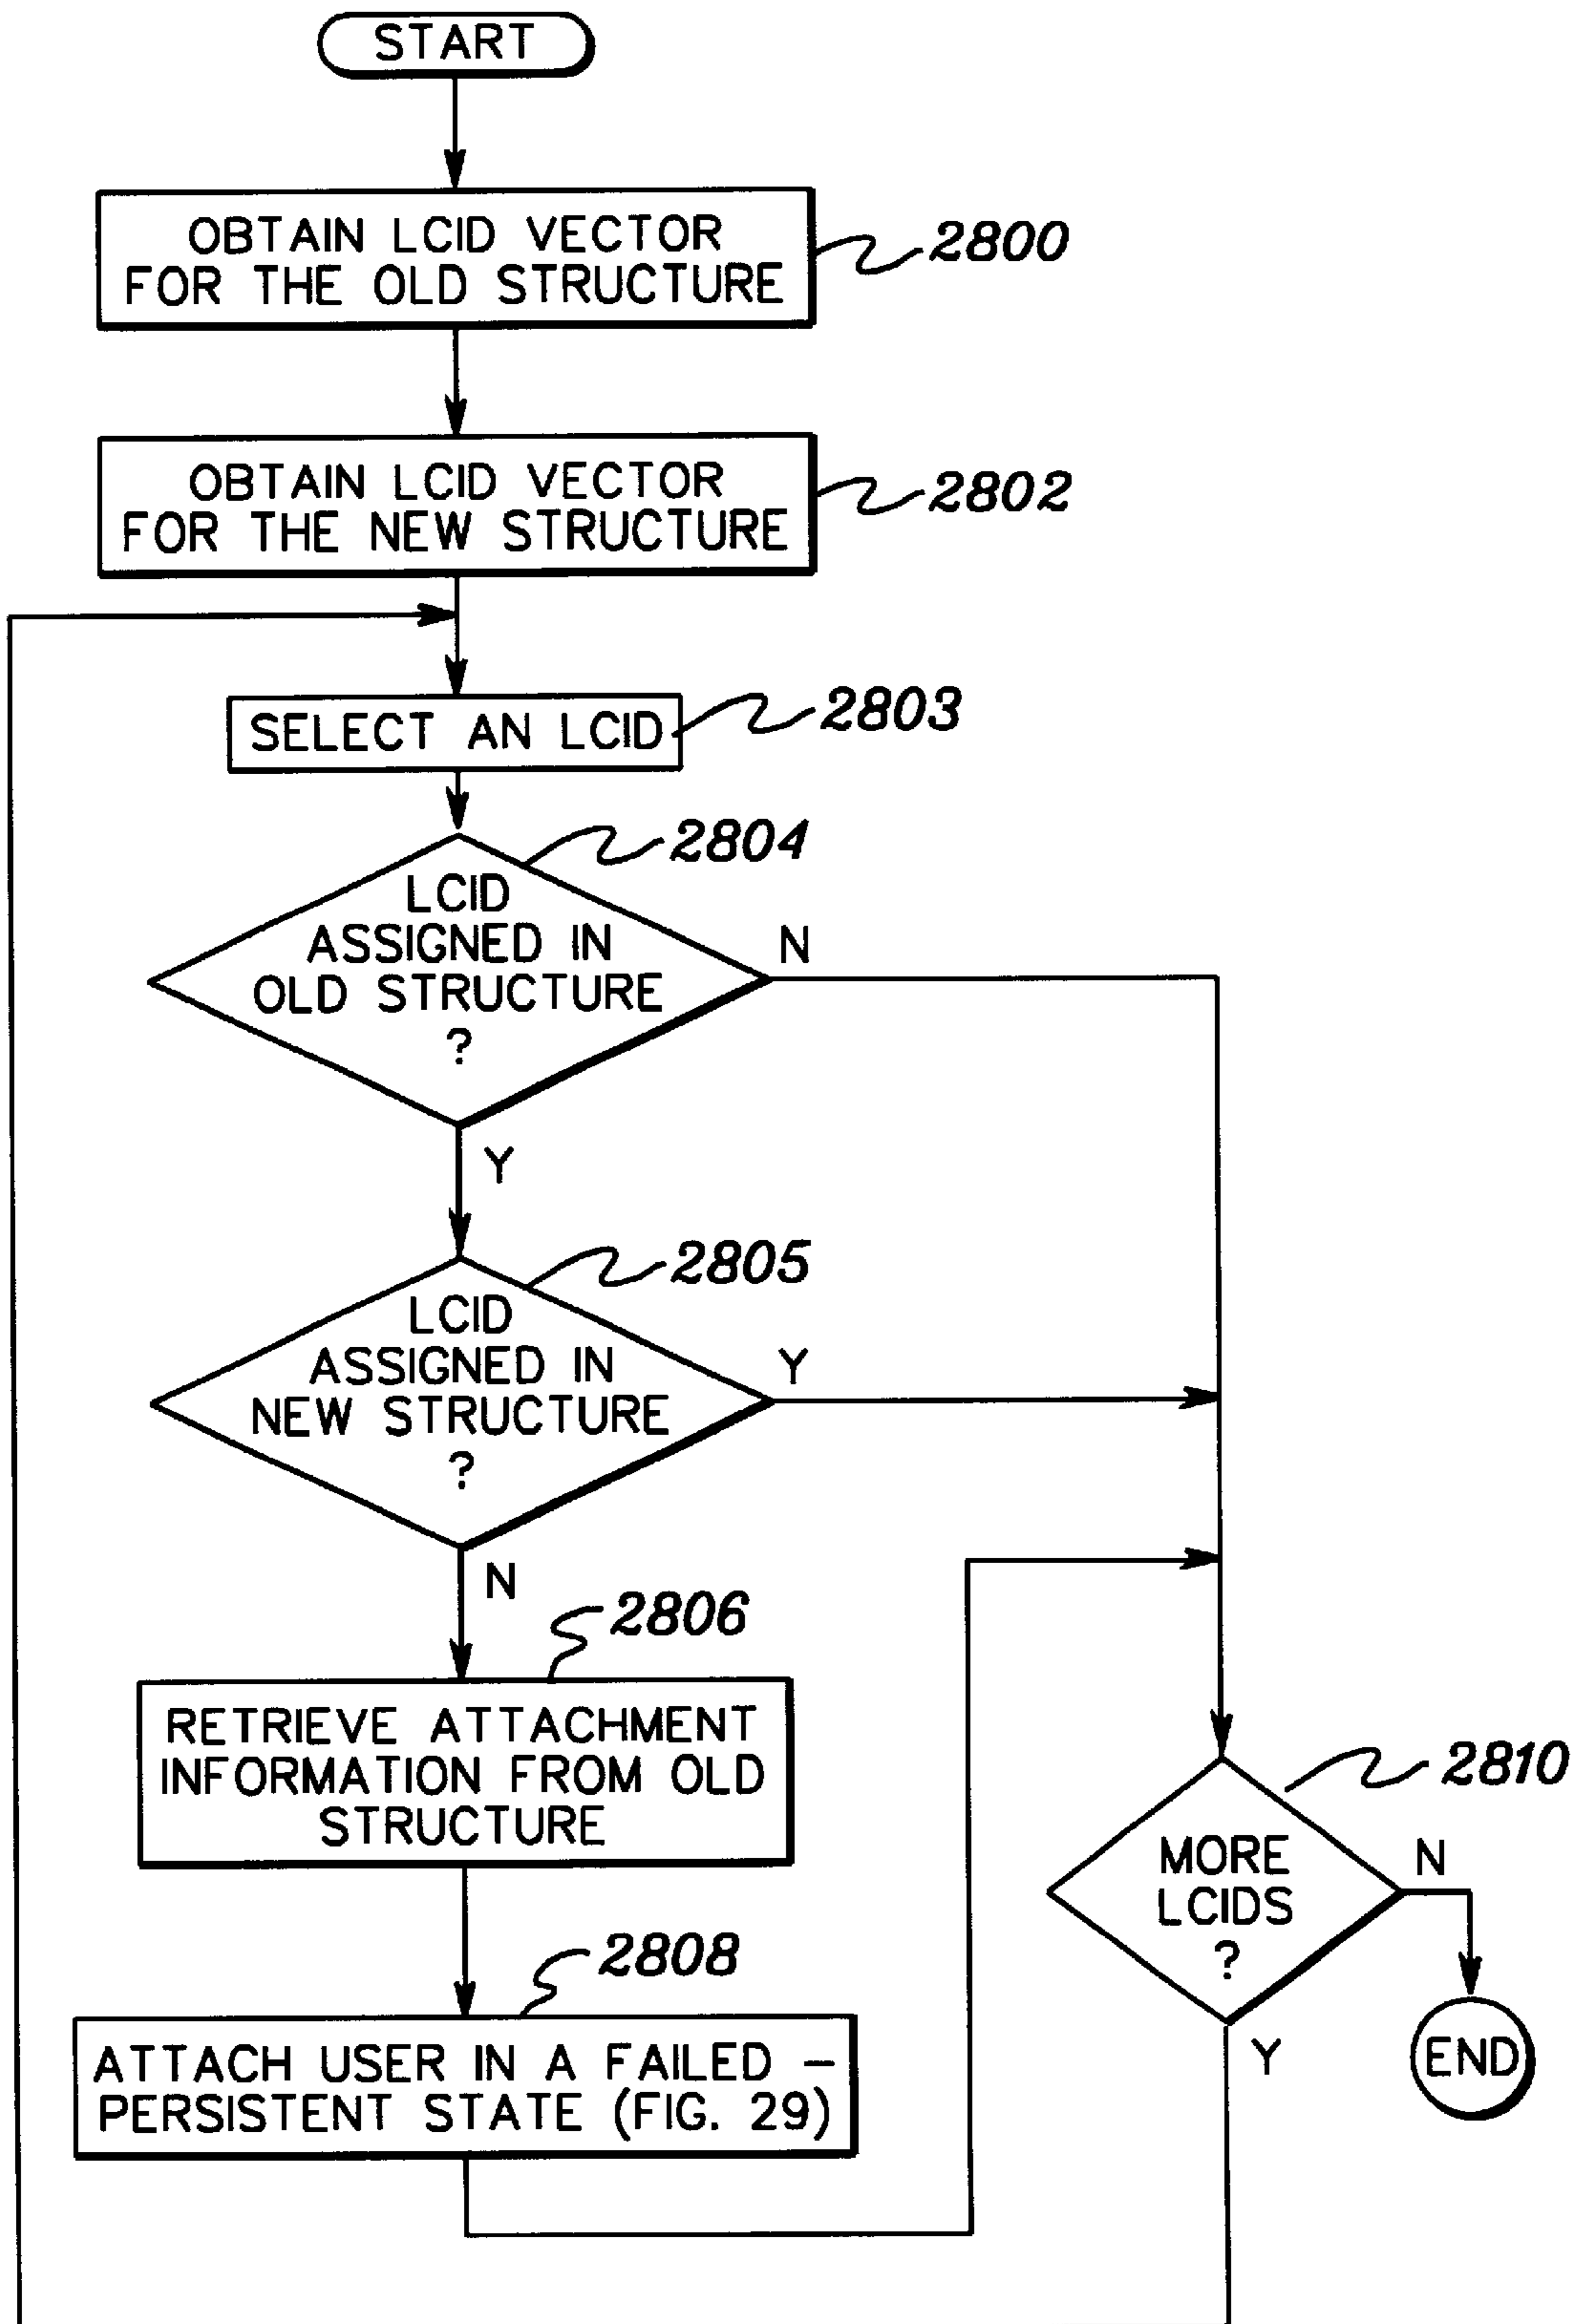 START
OBTAIN LCID VECTOR
FOR THE OLD STRUCTURE
2800
OBTAIN LCID VECTOR
FOR THE NEW STRUCTURE
2802
SELECT AN LCID
2803
2804
LCID
ASSIGNED IN
OLD STRUCTURE
?
N
Y
2805
LCID
ASSIGNED IN
NEW STRUCTURE
?
Y
N
2806
RETRIEVE ATTACHMENT
INFORMATION FROM OLD
STRUCTURE
2808
ATTACH USER IN A FAILED –
PERSISTENT STATE (FIG. 29)
2810
MORE
LCIDS
?
N
Y
END